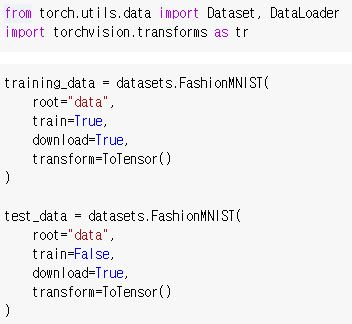 from torch.utils.data import Dataset, DataLoader
import torchvision.transforms as tr
training_data = datasets.FashionMNIST(
    root="data",
    train=True,
    download=True,
    transform=ToTensor()
)
test_data = datasets.FashionMNIST(
    root="data",
    train=False,
    download=True,
    transform=ToTensor()
)